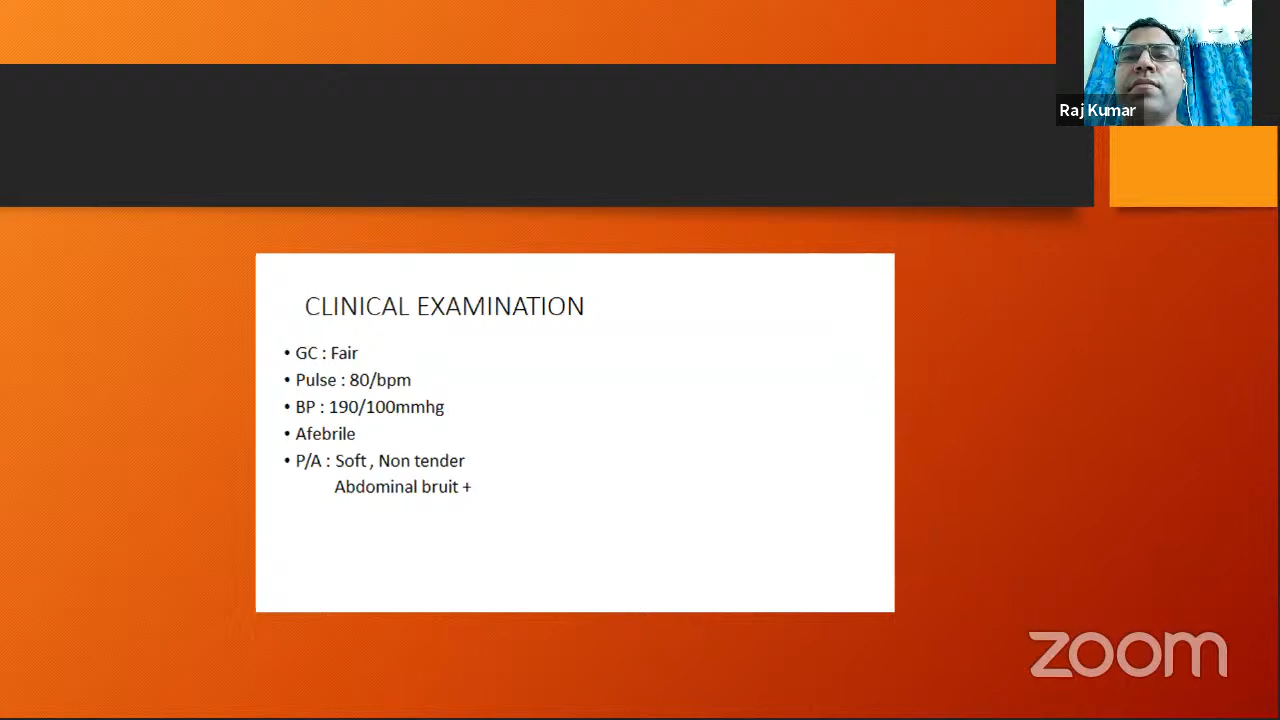 Raj Kumar
CLINICAL EXAMINATION
• GC : Fair
• Pulse : 80/bpm
• BP : 190/100mmhg
• Afebrile
• P/A : Soft , Non tender
Abdominal bruit +
zoom